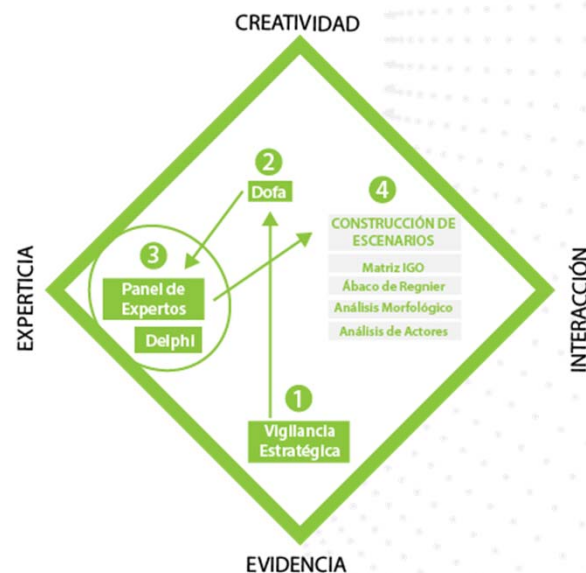 CREATIVIDAD
2
Dofa
4
CONSTRUCCIÓN DE
ESCENARIOS
Matriz IGO
Ábaco de Regnier
Análisis Morfológico
Análisis de Actores
3
Panel de
Expertos
Delphi
EXPERTICIA
INTERACCIÓN
1
Vigilancia
Estratégica
EVIDENCIA